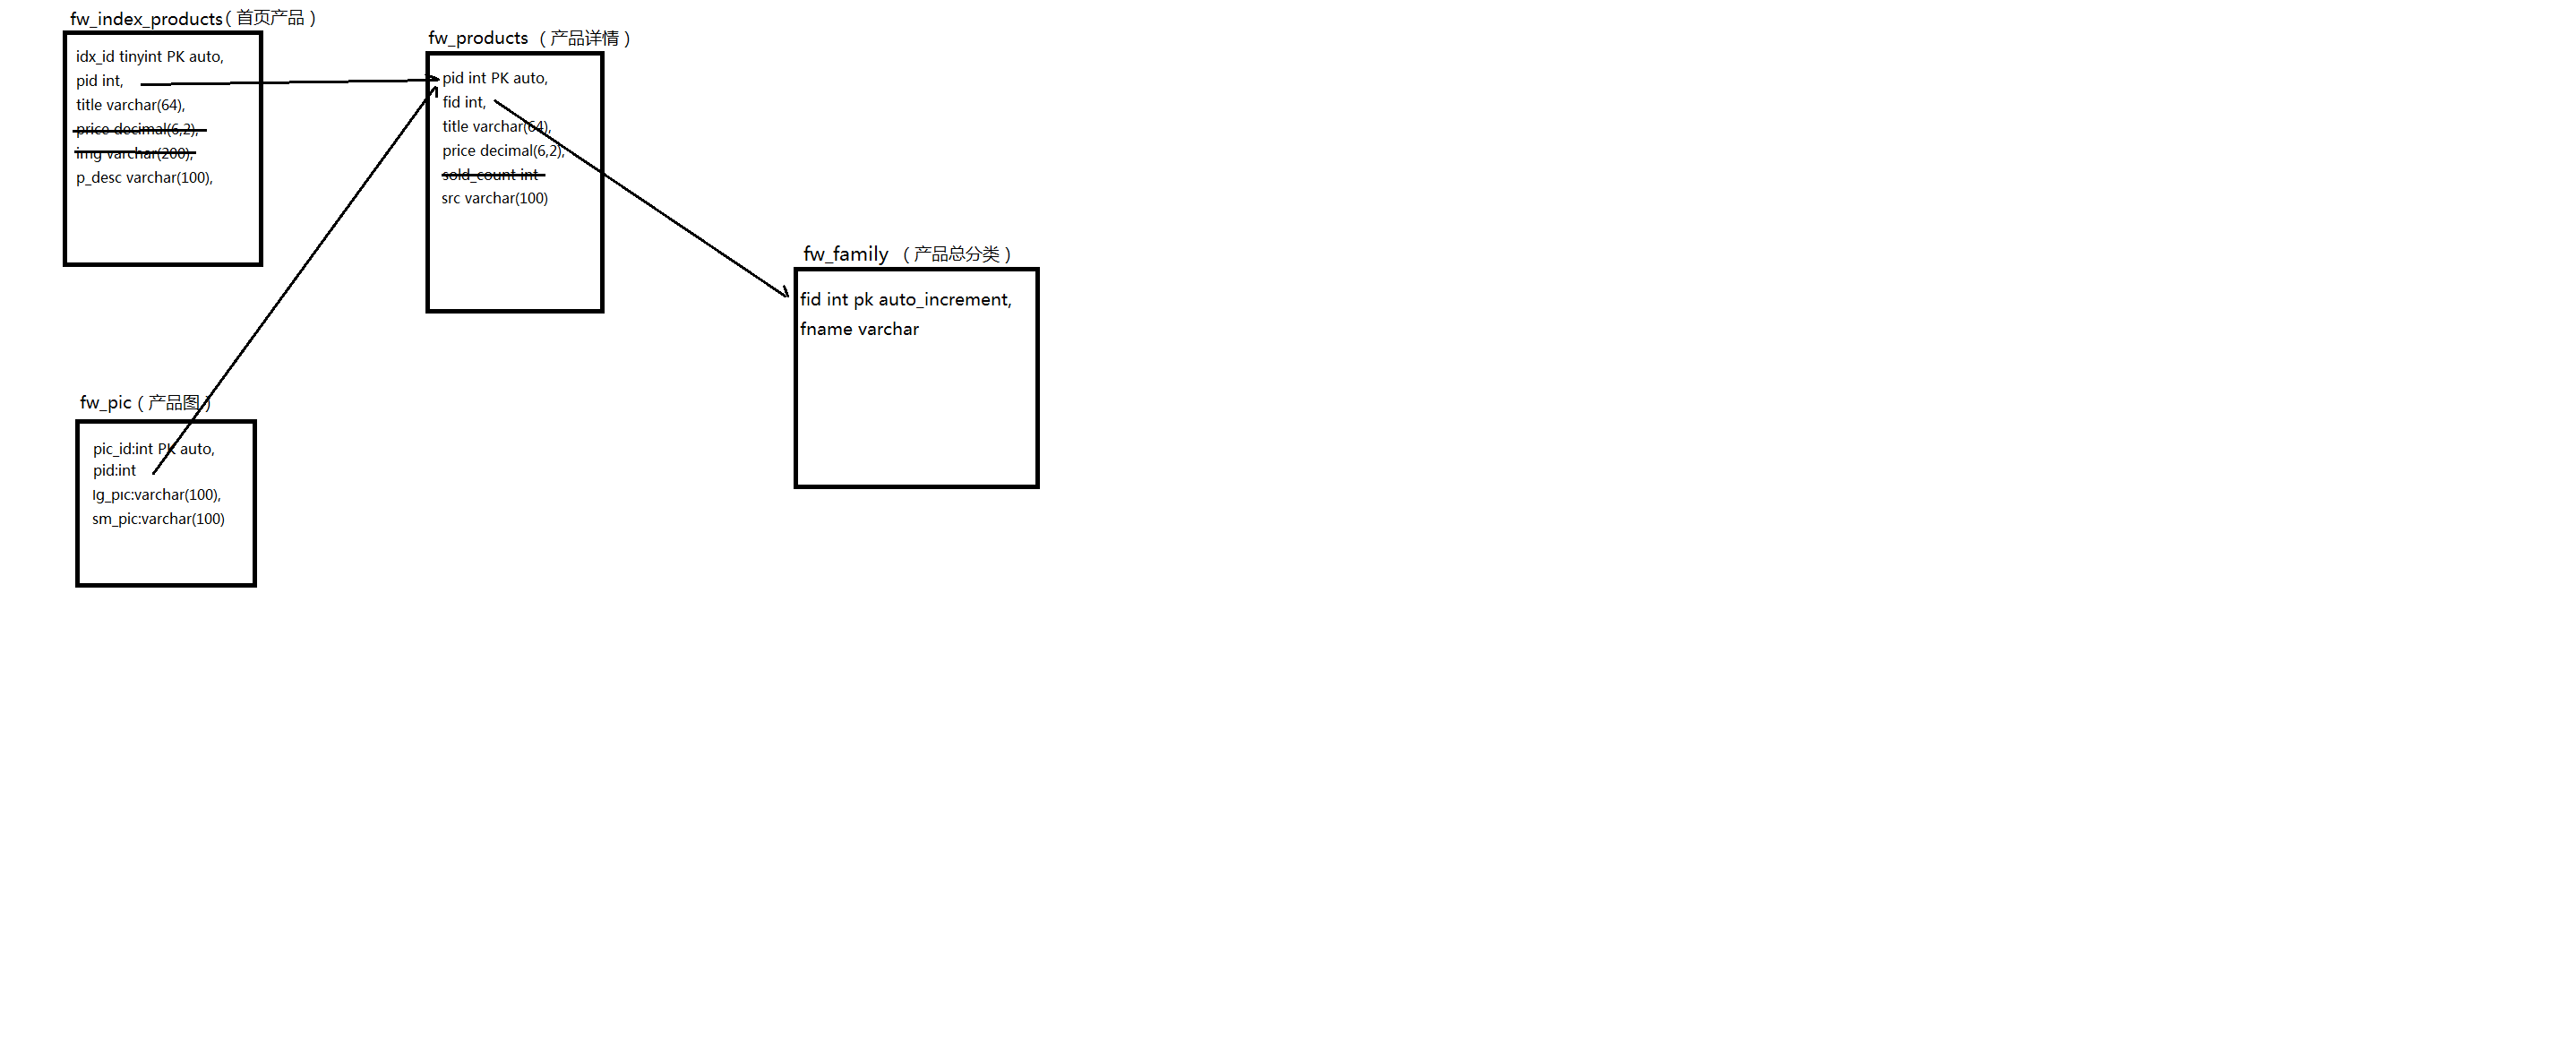 fw_index_products（首页产品）
idx_id tinyint PK auto,
pid int,
title varchar(64),
price decimal(6,2),
img varchar(200),
p_desc varchar(100),
fw_products （产品详情）
pid int PK auto,
fid int,
title varchar(64),
price decimal(6,2),
sold_count int
src varchar(100)
fw_family （产品总分类）
fid int pk auto_increment,
fname varchar
fw_pic（产品图）
pic_id:int PK auto,
pid:int
lg_pic:varchar(100),
sm_pic:varchar(100)